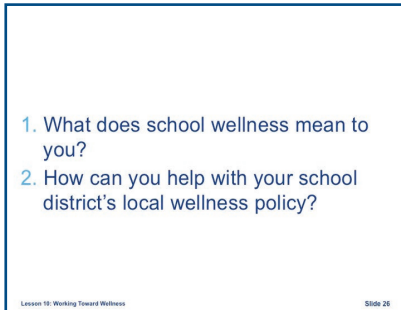 1. What does school wellness mean to
you?
2. How can you help with your school
district's local wellness policy?
Lesson 10: Working Toward Wellness
Slide 26